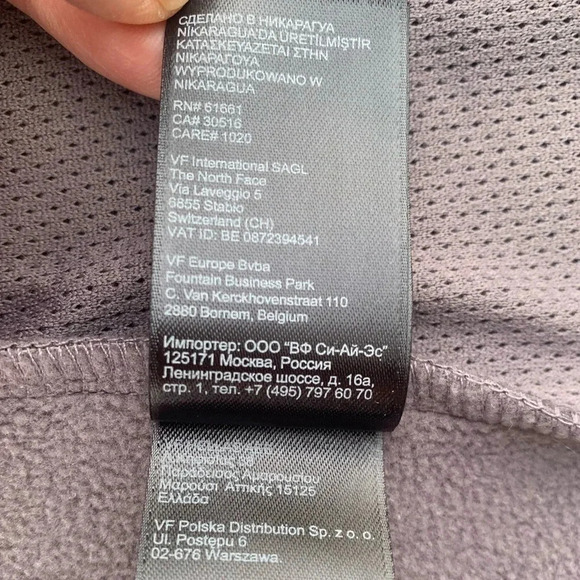 СДЕЛАНО В НИКАРАГУА
NİKARAGUA'DA ÜRETİLMİŞTİR
ΚΑΤΑΣΚΕΥΑΖΕΤΑΙ ΣΤΗΝ
ΝΙΚΑΡΑΓΟΥΑ
WYPRODUKOWANO W
NIKARAGUA
RN# 61661
CA# 30516
CARE# 1020
VF International SAGL
The North Face
Via Laveggio 5
6855 Stabio
Switzerland (CH)
VAT ID: BE 0872394541
VF Europe Bvba
Fountain Business Park
C. Van Kerckhovenstraat 110
2880 Bornem, Belgium
Импортер: ООО "ВФ Си-Ай-Эс"
125171 Москва, Россия
Ленинградское шоссе, д. 16а,
стр. 1, тел. +7 (495) 797 60 70
Παράδεισος Αμαρουσίου
Μαρούσι Αττικής 15125
Ελλάδα
VF Polska Distribution Sp. z o. o.
Ul. Postępu 6
02-676 Warszawa.